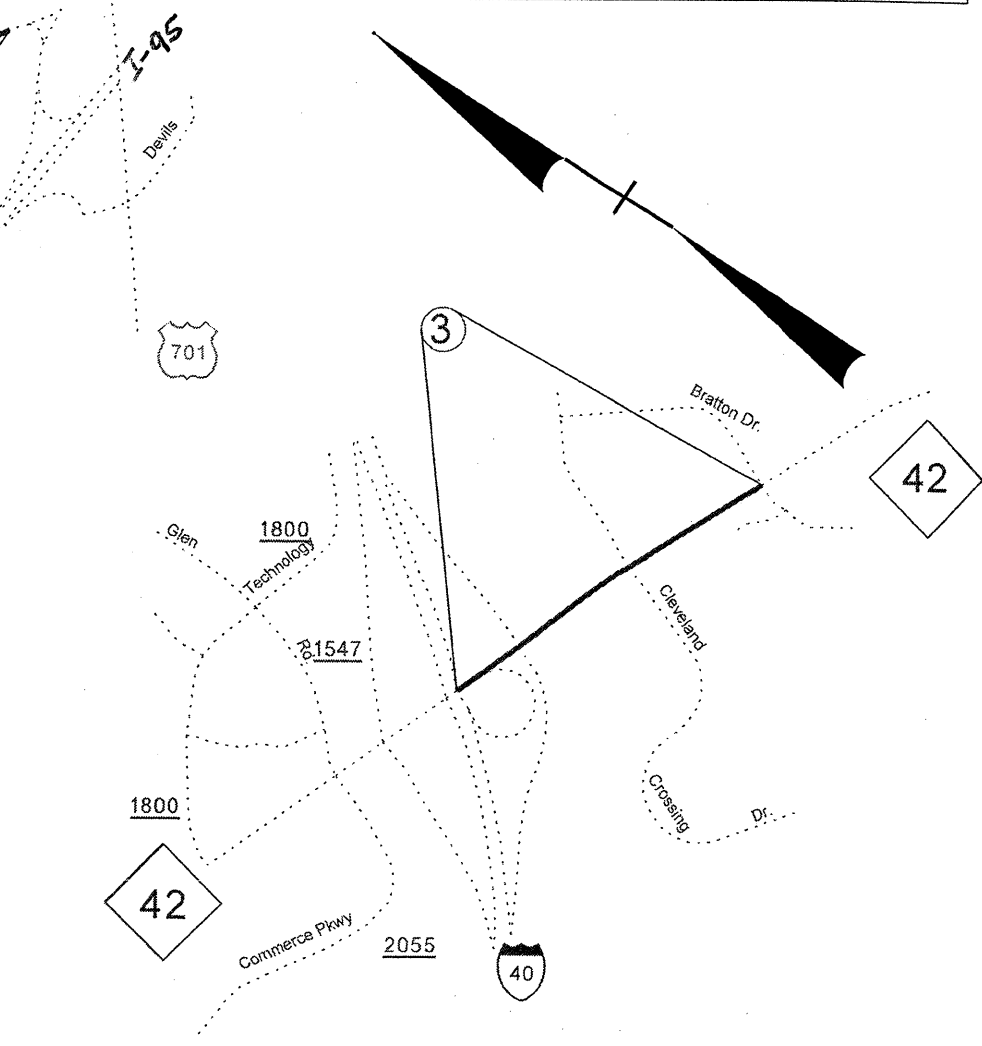 I-95
Devils
701
3
Bratton Dr.
42
1800
Glen
Technology
Rd.
1547
Cleveland
1800
Crossing
Dr.
42
Commerce Pkwy
2055
40